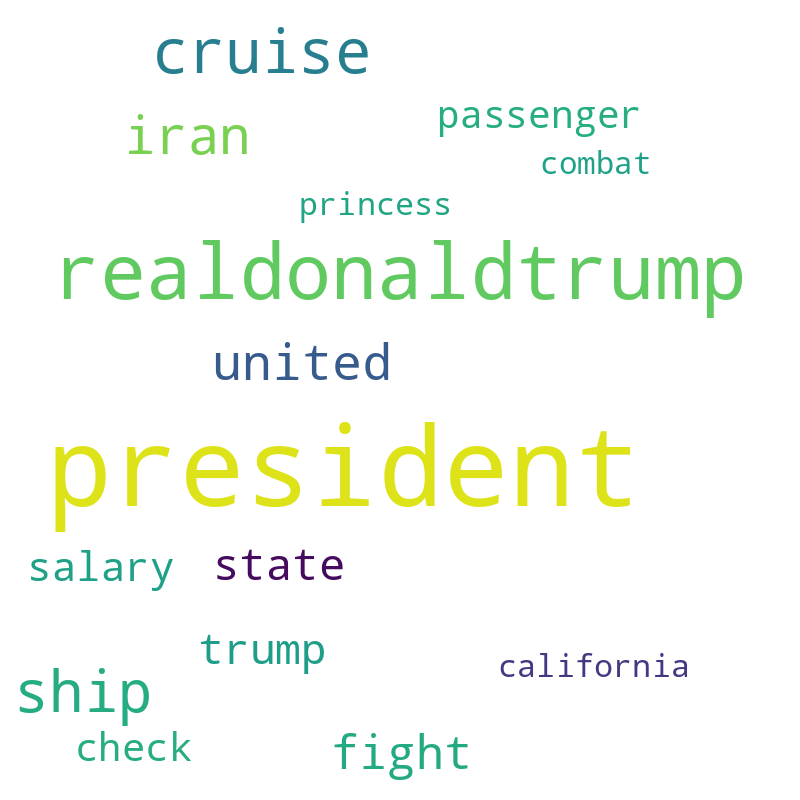 cruise
passenger
iran
combat
princess
realdonaldtrump
united
president
salary state
trump
california
ship
check
fight